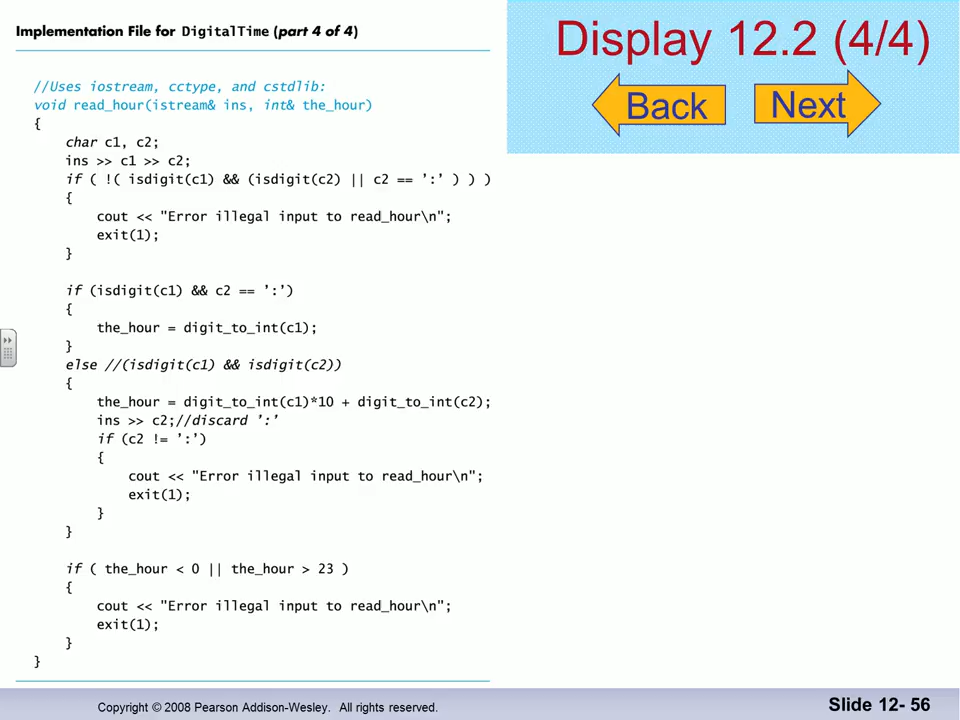 Implementation File for DigitalTime (part 4 of 4)
Display 12.2 (4/4)
Back
Next
//Uses iostream, cctype, and cstdlib:
void read_hour(istream& ins, int& the_hour)
{
    char c1, c2;
    ins >> c1 >> c2;
    if ( !( isdigit(c1) && (isdigit(c2) || c2 == ’:’ ) ) )
    {
        cout << "Error illegal input to read_hour\n";
        exit(1);
    }
    if (isdigit(c1) && c2 == ’:’)
    {
        the_hour = digit_to_int(c1);
    }
    else //(isdigit(c1) && isdigit(c2))
    {
        the_hour = digit_to_int(c1)*10 + digit_to_int(c2);
        ins >> c2;//discard ’:’
        if (c2 != ’:’)
        {
            cout << "Error illegal input to read_hour\n";
            exit(1);
        }
    }
    if ( the_hour < 0 || the_hour > 23 )
    {
        cout << "Error illegal input to read_hour\n";
        exit(1);
    }
}
Copyright © 2008 Pearson Addison-Wesley. All rights reserved.
Slide 12- 56